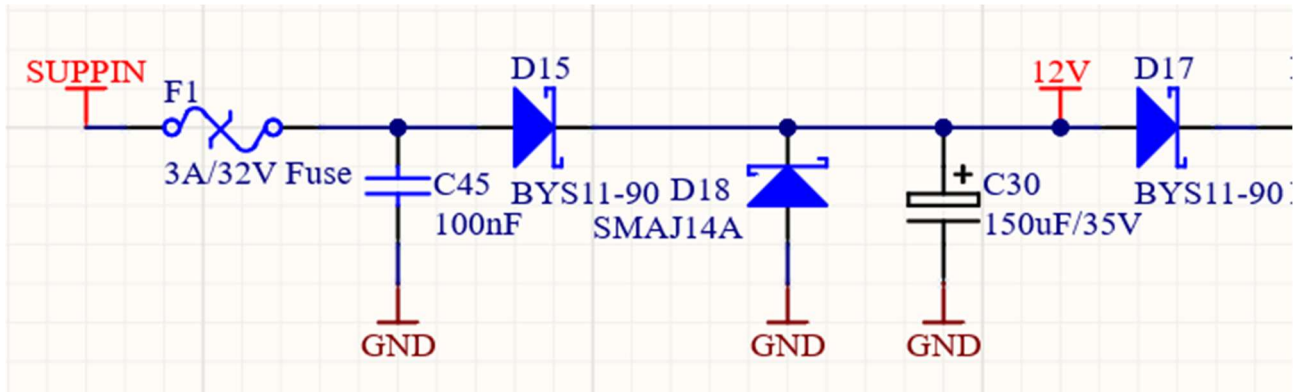 SUPPIN
F1
3A/32V Fuse
C45
100nF
GND
D15
BYS11-90
D18
SMAJ14A
GND
+
C30
150uF/35V
GND
12V
D17
BYS11-90